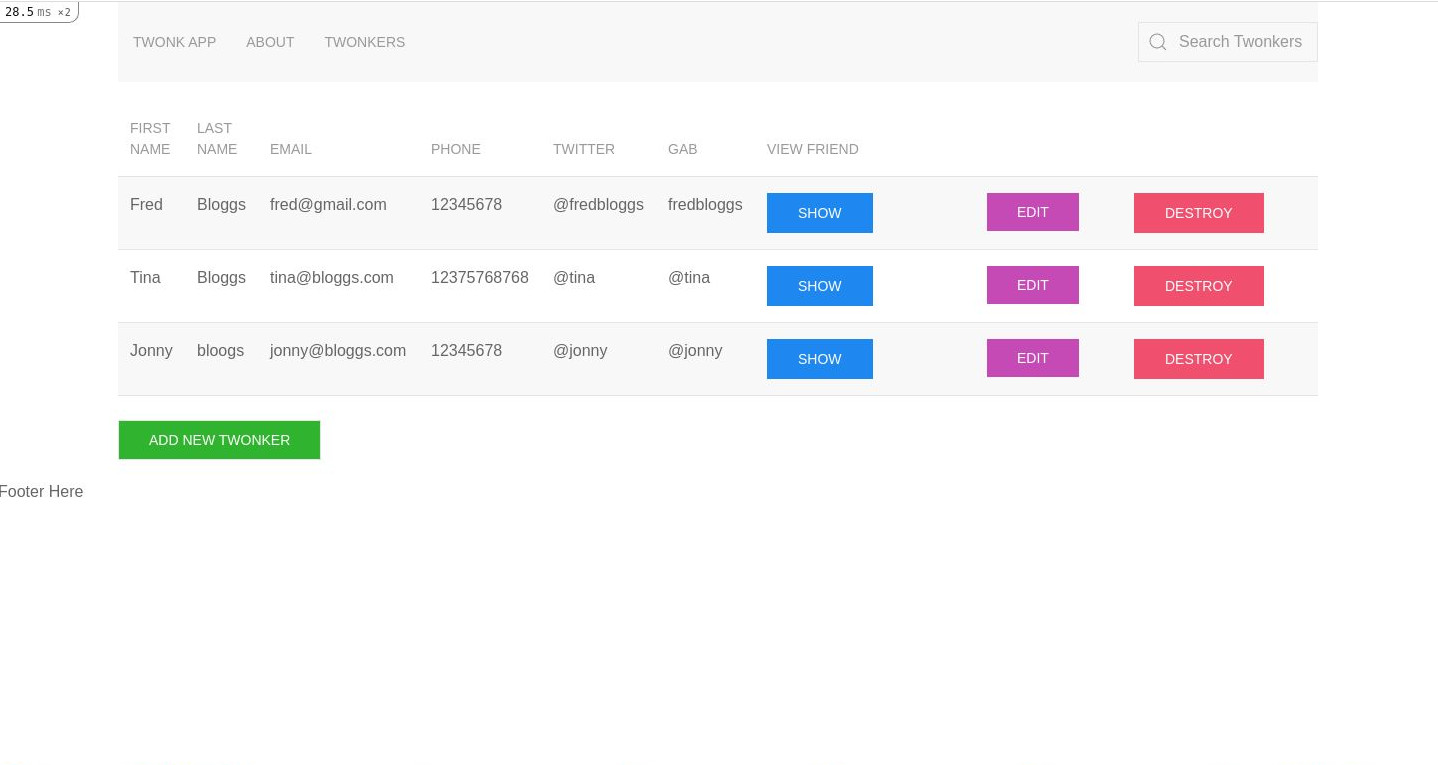 28.5 ms ×2
TWONK APP ABOUT TWONKERS Search Twonkers
FIRST NAME LAST NAME EMAIL PHONE TWITTER GAB VIEW FRIEND
Fred Bloggs fred@gmail.com 12345678 @fredbloggs fredbloggs SHOW EDIT DESTROY
Tina Bloggs tina@bloggs.com 12375768768 @tina @tina SHOW EDIT DESTROY
Jonny bloogs jonny@bloggs.com 12345678 @jonny @jonny SHOW EDIT DESTROY
ADD NEW TWONKER
Footer Here